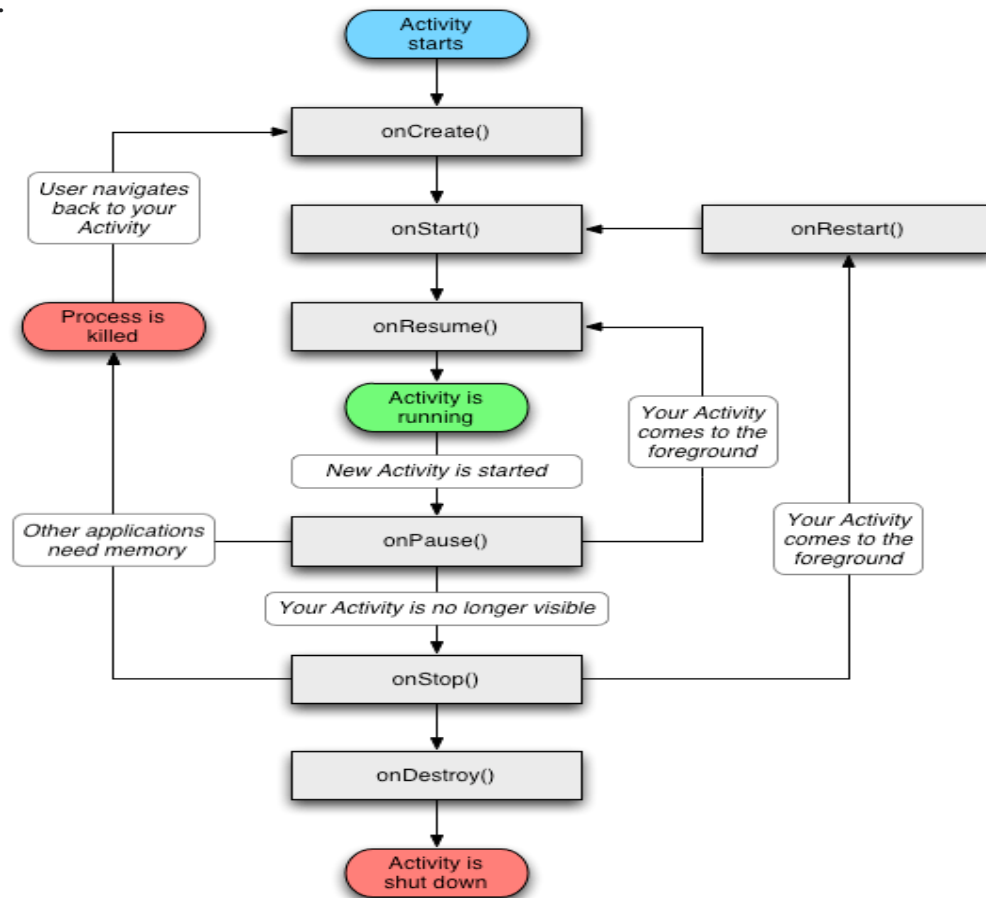 Activity
starts
onCreate()
User navigates
back to your
Activity
onStart()
onRestart()
Process is
killed
onResume()
Activity is
running
Your Activity
comes to the
foreground
New Activity is started
Other applications
need memory
onPause()
Your Activity
comes to the
foreground
Your Activity is no longer visible
onStop()
onDestroy()
Activity is
shut down